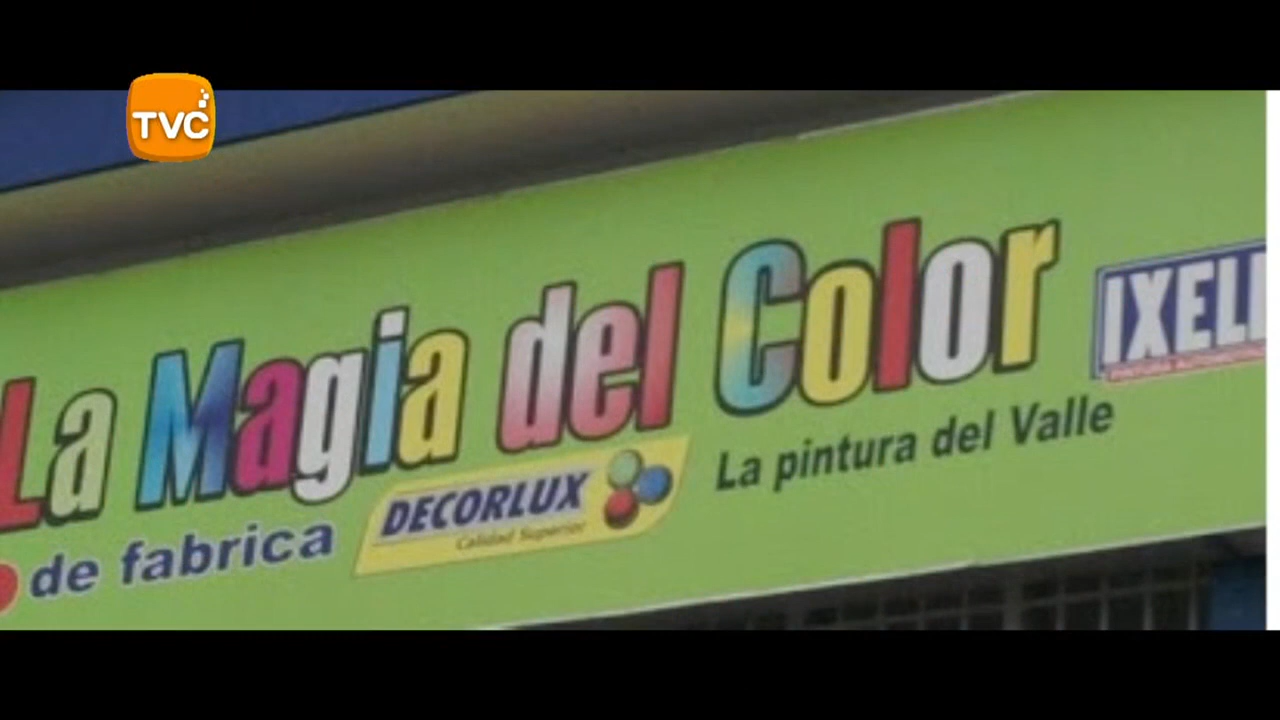 TVC
La Magia del Color
IXELL
DECORLUX
Calidad Superior
La pintura del Valle
de fabrica